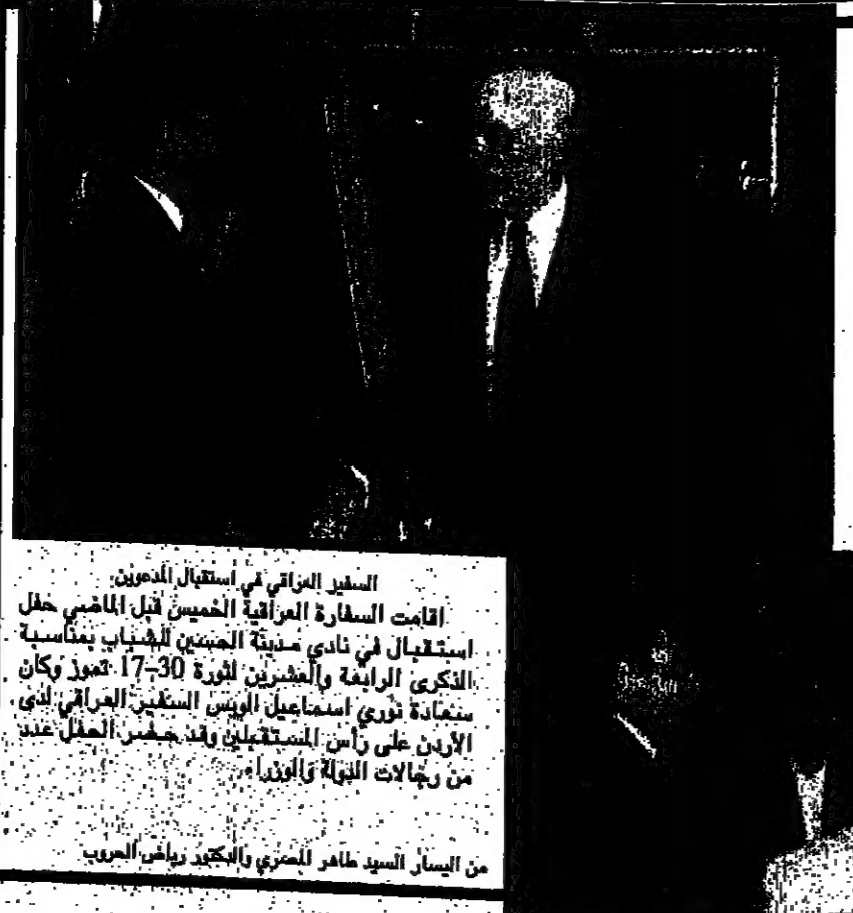 السفير العراقي في استقبال المدعوين
اقامت السفارة العراقية الخميس قبل الماضي حفل
استقبال في نادي مدينة الحسين للشباب بمناسبة
الذكرى الرابعة والعشرين لثورة 30-17 تموز وكان
سعادة نوري اسماعيل الويس السفير العراقي لدى
الأردن على رأس المستقبلين وقد حضر الحفل عدد
من رجالات الدولة والوزراء.
من اليسار السيد طاهر المصري والدكتور رياض الحروب